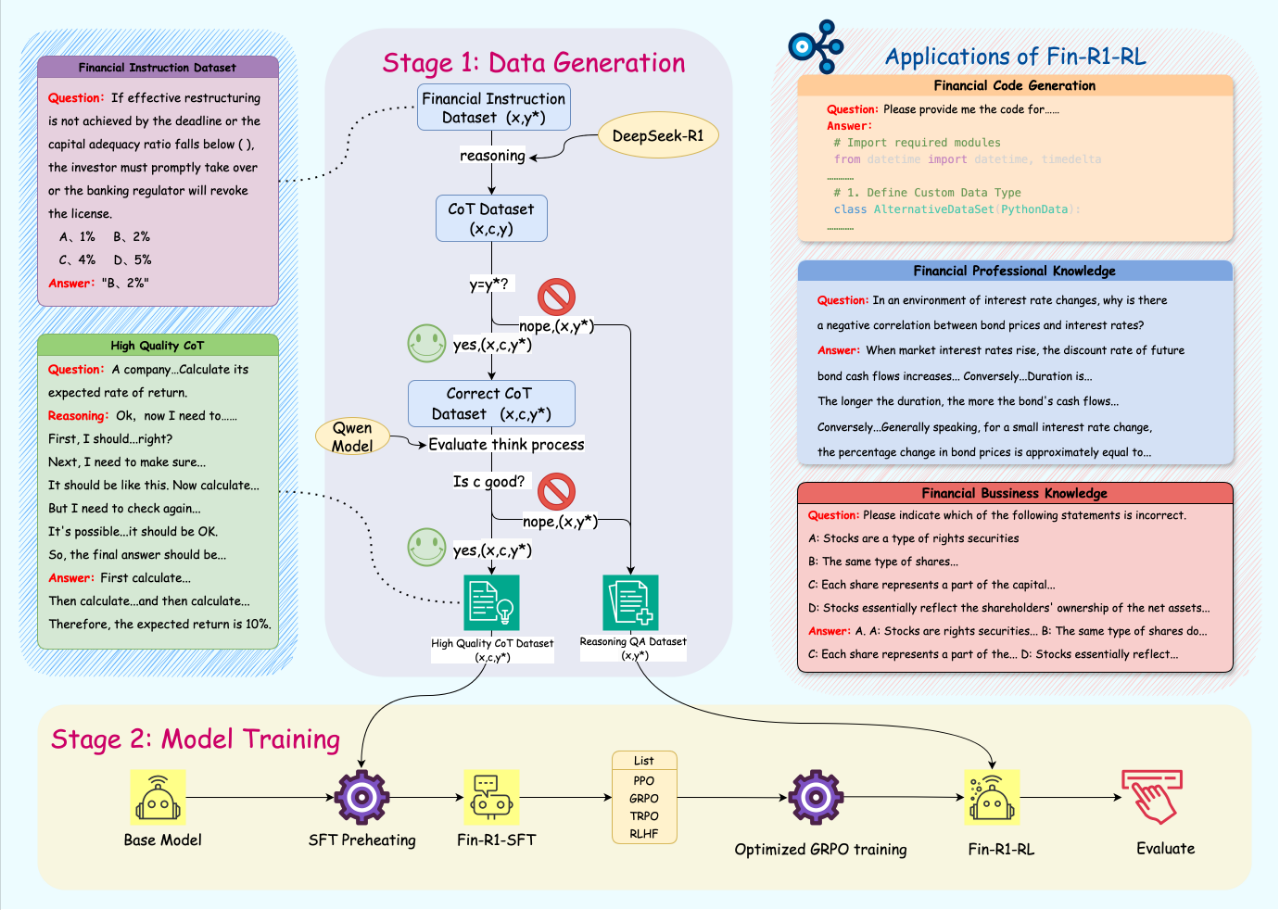 Financial Instruction Dataset
Question: If effective restructuring
is not achieved by the deadline or the
capital adequacy ratio falls below ( ),
the investor must promptly take over
or the banking regulator will revoke
the license.
A、1% B、2%
C、4% D、5%
Answer: "B、2%"
High Quality CoT
Question: A company...Calculate its
expected rate of return.
Reasoning: Ok, now I need to......
First, I should...right?
Next, I need to make sure...
It should be like this. Now calculate...
But I need to check again...
It's possible...it should be OK.
So, the final answer should be...
Answer: First calculate...
Then calculate...and then calculate...
Therefore, the expected return is 10%.
Stage 1: Data Generation
Financial Instruction
Dataset (x,y*)
DeepSeek-R1
reasoning
CoT Dataset
(x,c,y)
y=y*?
nope,(x,y*)
yes,(x,c,y*)
Correct CoT
Dataset (x,c,y*)
Qwen
Model
Evaluate think process
Is c good?
nope,(x,y*)
yes,(x,c,y*)
High Quality CoT Dataset
(x,c,y*)
Reasoning QA Dataset
(x,y*)
Applications of Fin-R1-RL
Financial Code Generation
Question: Please provide me the code for......
Answer:
# Import required modules
from datetime import datetime, timedelta
............
# 1. Define Custom Data Type
class AlternativeDataSet(PythonData):
............
Financial Professional Knowledge
Question: In an environment of interest rate changes, why is there
a negative correlation between bond prices and interest rates?
Answer: When market interest rates rise, the discount rate of future
bond cash flows increases... Conversely...Duration is...
The longer the duration, the more the bond's cash flows...
Conversely...Generally speaking, for a small interest rate change,
the percentage change in bond prices is approximately equal to...
Financial Bussiness Knowledge
Question: Please indicate which of the following statements is incorrect.
A: Stocks are a type of rights securities
B: The same type of shares...
C: Each share represents a part of the capital...
D: Stocks essentially reflect the shareholders' ownership of the net assets...
Answer: A. A: Stocks are rights securities... B: The same type of shares do...
C: Each share represents a part of the... D: Stocks essentially reflect...
Stage 2: Model Training
Base Model
SFT Preheating
Fin-R1-SFT
List
PPO
GRPO
TRPO
RLHF
Optimized GRPO training
Fin-R1-RL
Evaluate